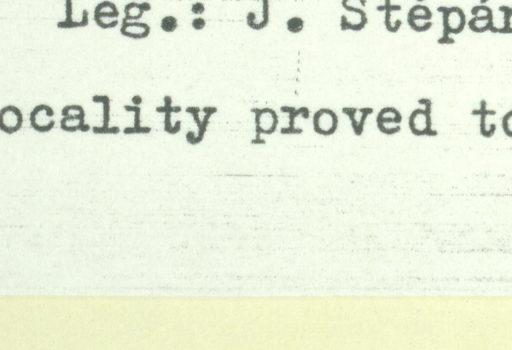 Leg.: J. Štěpán
ocality proved to